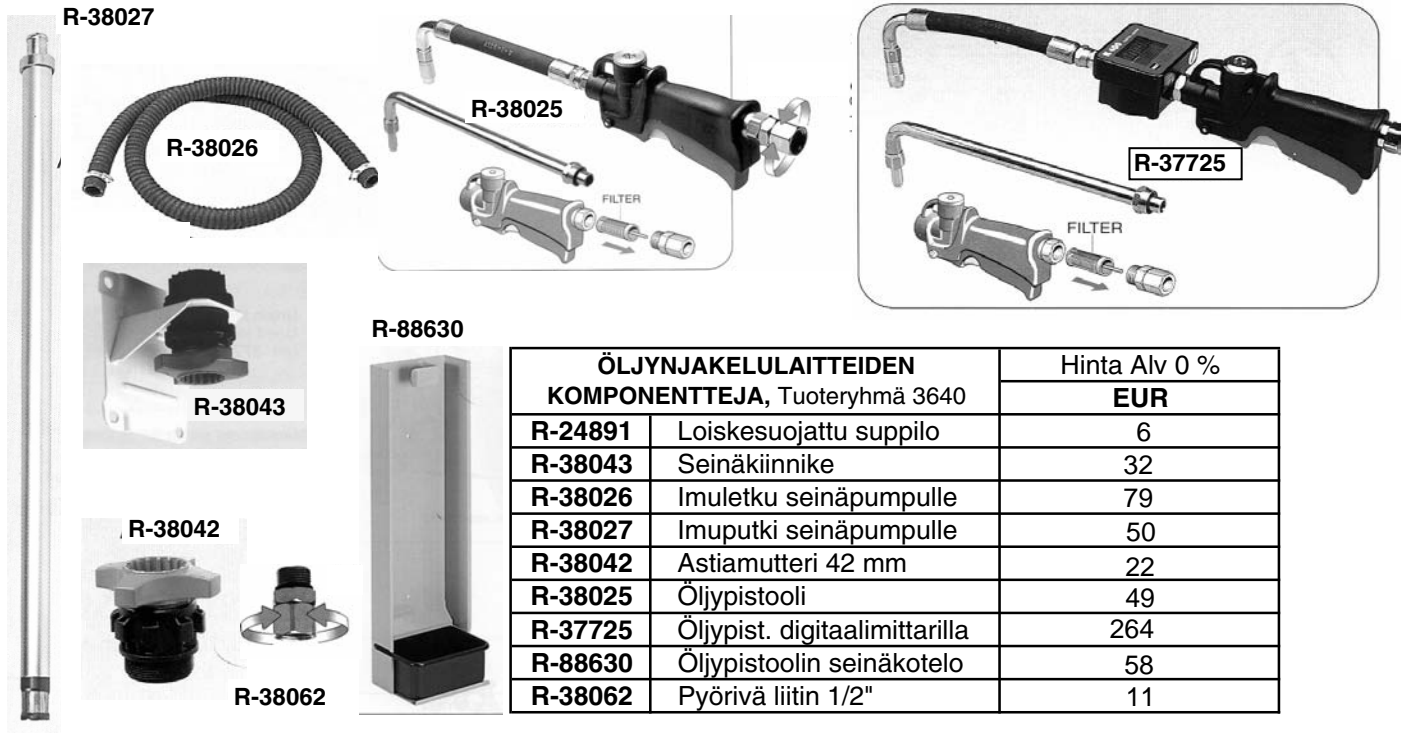 R-38027
R-38026
R-38025
FILTER
R-37725
FILTER
R-38043
R-88630
R-38042
R-38062
ÖLJYNJAKELULAITTEIDEN
KOMPONENTTEJA, Tuoteryhmä 3640
Hinta Alv 0 %
EUR
R-24891 Loiskesuojattu suppilo 6
R-38043 Seinäkiinnike 32
R-38026 Imuletku seinäpumpulle 79
R-38027 Imuputki seinäpumpulle 50
R-38042 Astiamutteri 42 mm 22
R-38025 Öljypistooli 49
R-37725 Öljypist. digitaalimittarilla 264
R-88630 Öljypistoolin seinäkotelo 58
R-38062 Pyörivä liitin 1/2" 11